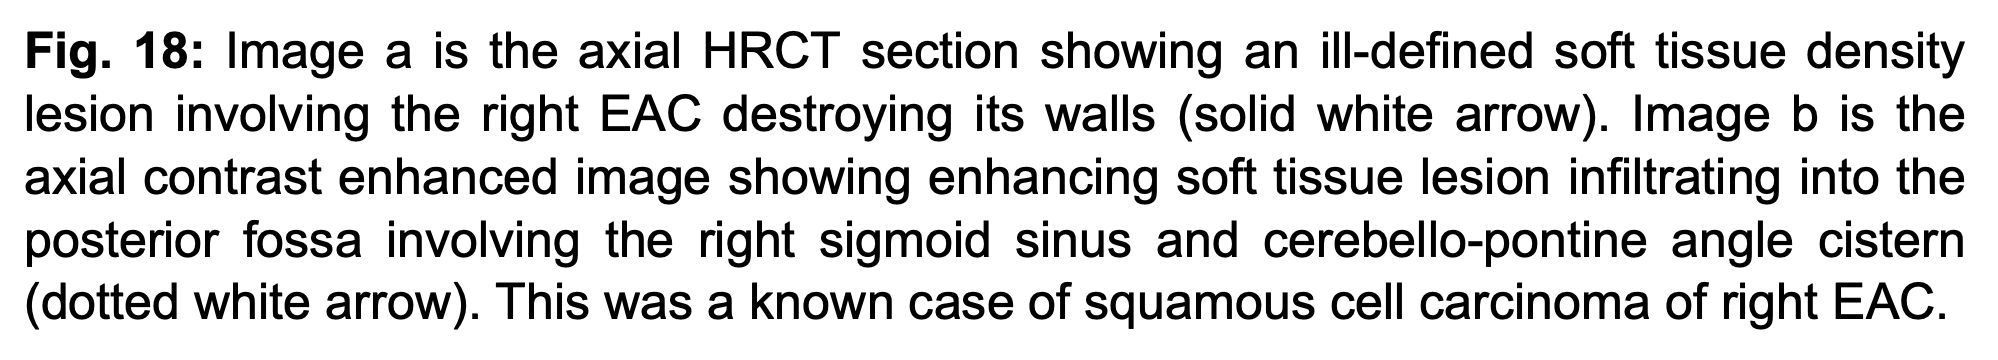 Fig. 18: Image a is the axial HRCT section showing an ill-defined soft tissue density
lesion involving the right EAC destroying its walls (solid white arrow). Image b is the
axial contrast enhanced image showing enhancing soft tissue lesion infiltrating into the
posterior fossa involving the right sigmoid sinus and cerebello-pontine angle cistern
(dotted white arrow). This was a known case of squamous cell carcinoma of right EAC.